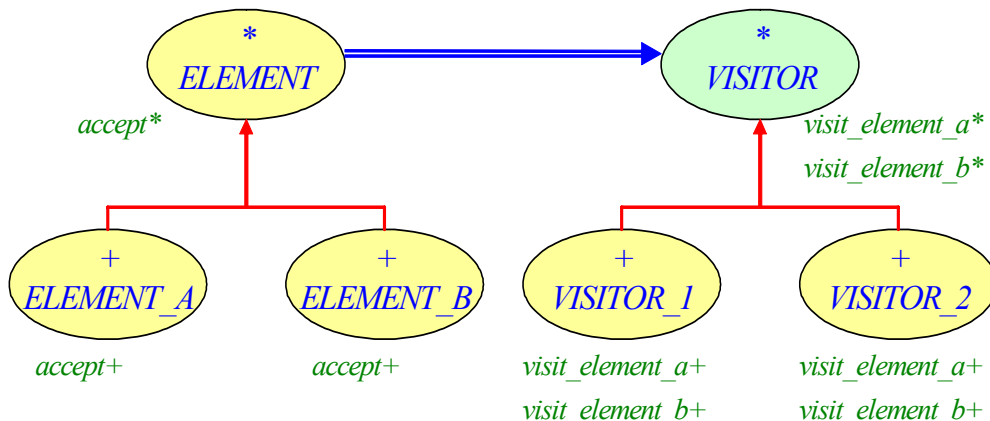 *
ELEMENT
*
VISITOR
accept*
visit_element_a*
visit_element_b*
+
ELEMENT_A
+
ELEMENT_B
+
VISITOR_1
+
VISITOR_2
accept+
accept+
visit_element_a+
visit_element_b+
visit_element_a+
visit_element_b+